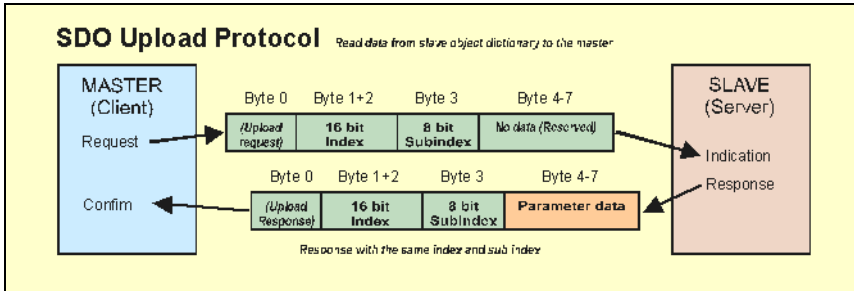 SDO Upload Protocol Read data from slave object dictionary to the master
MASTER
(Client)
Request
Confim
Byte 0 Byte 1+2 Byte 3 Byte 4-7
(Upload
request)
16 bit
Index
8 bit
Subindex
No data (Reserved)
Byte 0 Byte 1+2 Byte 3 Byte 4-7
(Upload
Response)
16 bit
Index
8 bit
SubIndex
Parameter data
Response with the same index and sub index
SLAVE
(Server)
Indication
Response